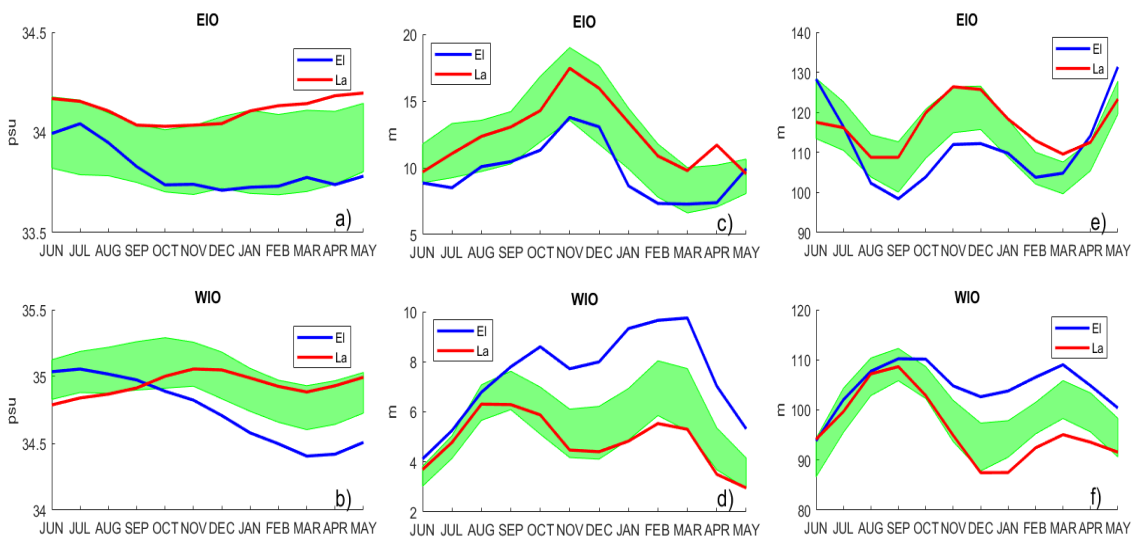 EIO
34.5
34
33.5
psu
El
La
a)
JUN JUL AUG SEP OCT NOV DEC JAN FEB MAR APR MAY
EIO
20
15
10
5
m
El
La
c)
JUN JUL AUG SEP OCT NOV DEC JAN FEB MAR APR MAY
EIO
140
130
120
110
100
90
m
El
La
e)
JUN JUL AUG SEP OCT NOV DEC JAN FEB MAR APR MAY
WIO
35.5
35
34.5
34
psu
El
La
b)
JUN JUL AUG SEP OCT NOV DEC JAN FEB MAR APR MAY
WIO
10
8
6
4
2
m
El
La
d)
JUN JUL AUG SEP OCT NOV DEC JAN FEB MAR APR MAY
WIO
120
110
100
90
80
m
El
La
f)
JUN JUL AUG SEP OCT NOV DEC JAN FEB MAR APR MAY